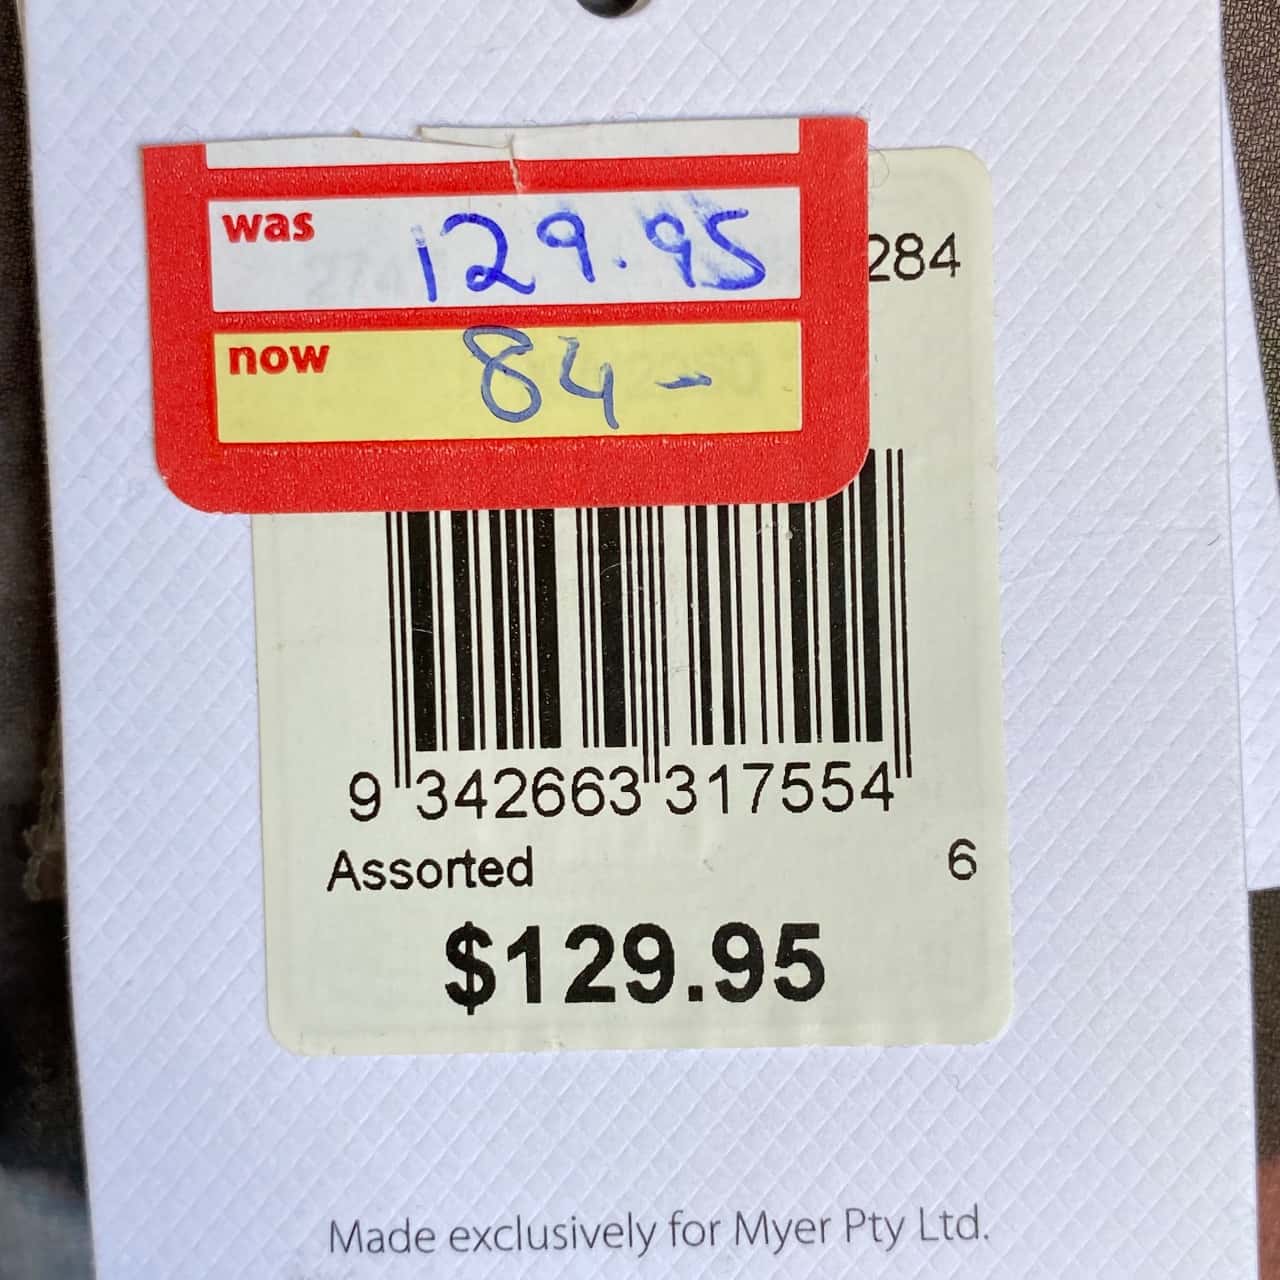 was 129.95
284
now 84-
9 342663 317554
Assorted 6
$129.95
Made exclusively for Myer Pty Ltd.